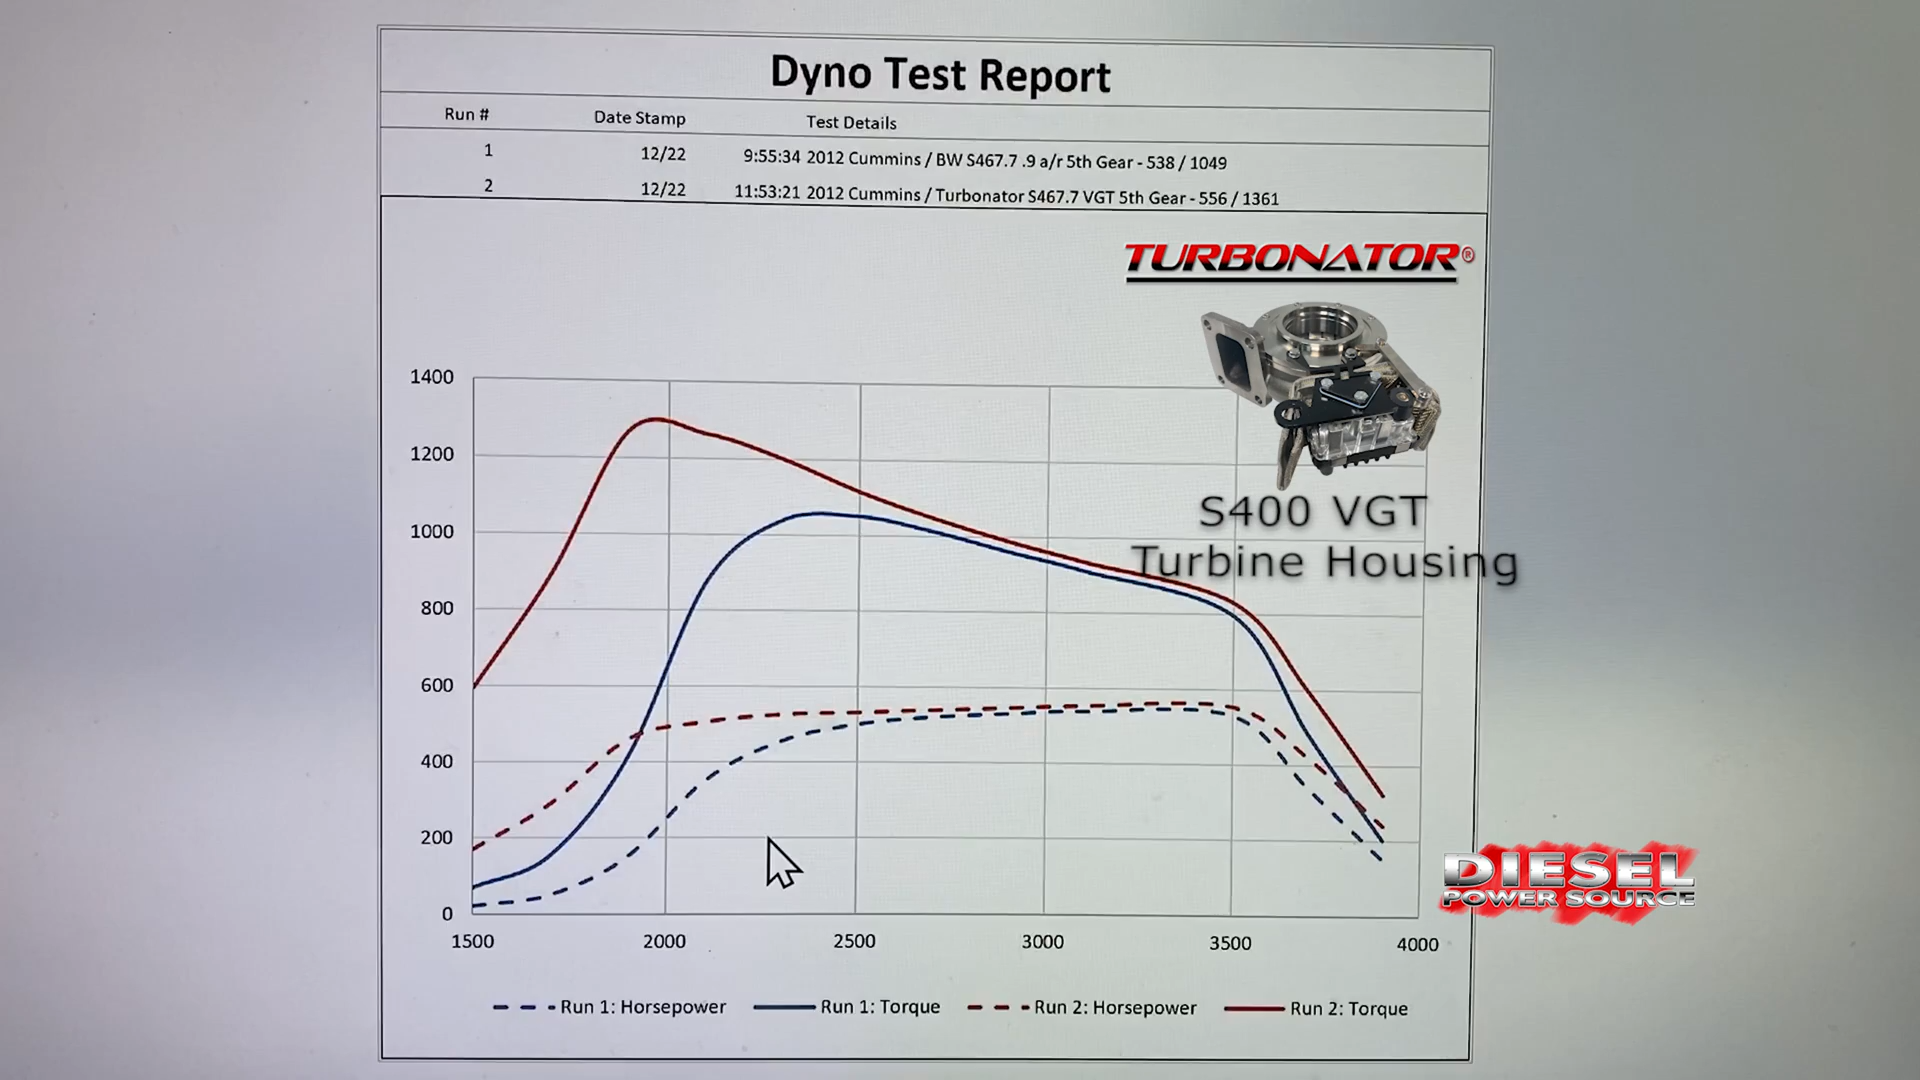 Dyno Test Report
Run # Date Stamp Test Details
1 12/22 9:55:34 2012 Cummins / BW S467.7 .9 a/r 5th Gear - 538 / 1049
2 12/22 11:53:21 2012 Cummins / Turbonator S467.7 VGT 5th Gear - 556 / 1361
TURBONATOR®
S400 VGT
Turbine Housing
1400
1200
1000
800
600
400
200
0
1500 2000 2500 3000 3500 4000
DIESEL
POWER SOURCE
Run 1: Horsepower Run 1: Torque Run 2: Horsepower Run 2: Torque